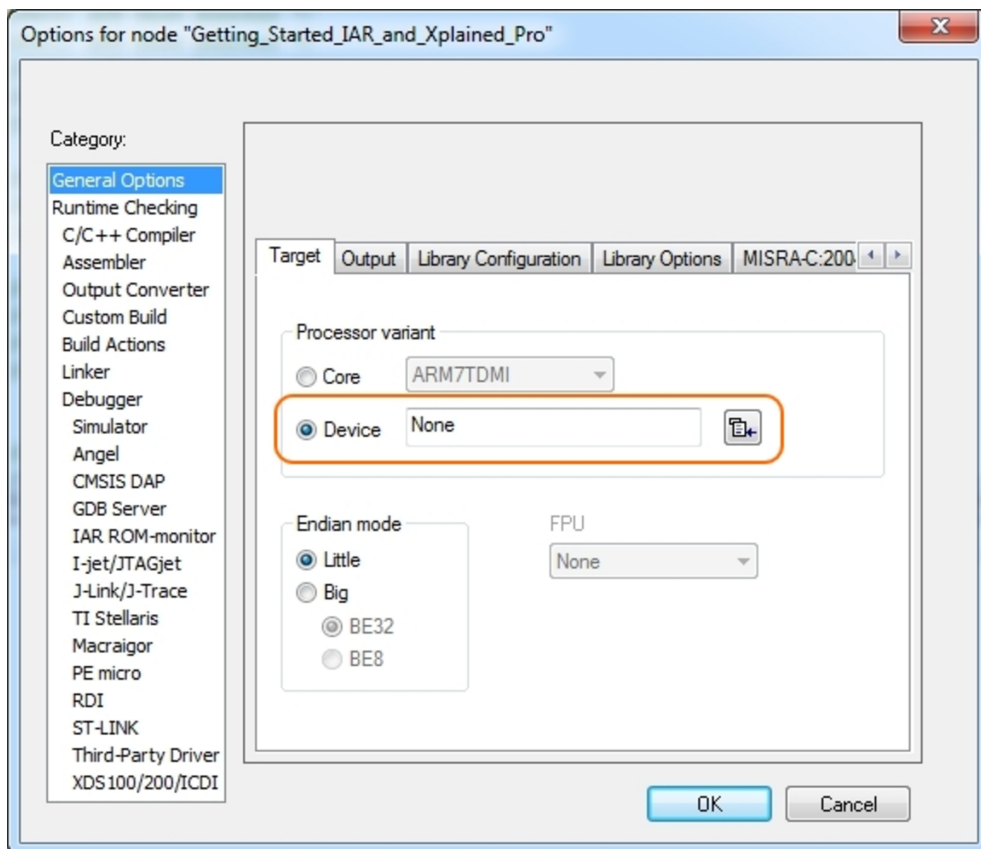 Options for node "Getting_Started_IAR_and_Xplained_Pro"
Category:
General Options
Runtime Checking
C/C++ Compiler
Assembler
Output Converter
Custom Build
Build Actions
Linker
Debugger
Simulator
Angel
CMSIS DAP
GDB Server
IAR ROM-monitor
I-jet/JTAGjet
J-Link/J-Trace
TI Stellaris
Macraigor
PE micro
RDI
ST-LINK
Third-Party Driver
XDS100/200/ICDI
Target Output Library Configuration Library Options MISRA-C:200
Processor variant
Core ARM7TDMI
Device None
Endian mode
Little
Big
BE32
BE8
FPU
None
OK Cancel